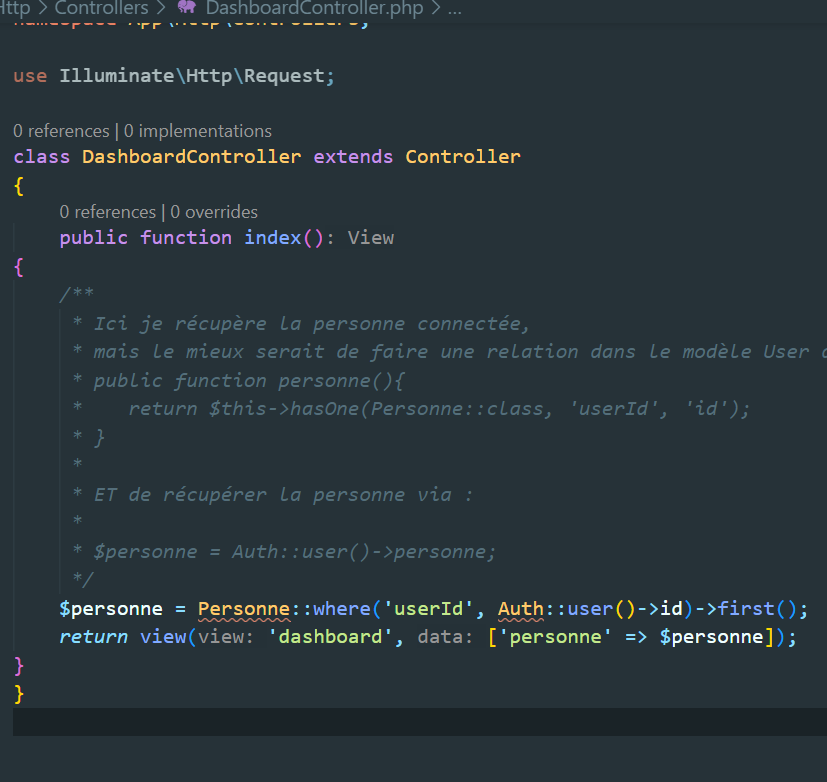 Http > Controllers > DashboardController.php > ...
namespace App\Http\Controllers;
use Illuminate\Http\Request;
0 references | 0 implementations
class DashboardController extends Controller
{
0 references | 0 overrides
public function index(): View
{
/**
* Ici je récupère la personne connectée,
* mais le mieux serait de faire une relation dans le modèle User
* public function personne(){
*    return $this->hasOne(Personne::class, 'userId', 'id');
* }
*
* ET de récupérer la personne via :
*
* $personne = Auth::user()->personne;
*/
$personne = Personne::where('userId', Auth::user()->id)->first();
return view(view: 'dashboard', data: ['personne' => $personne]);
}
}